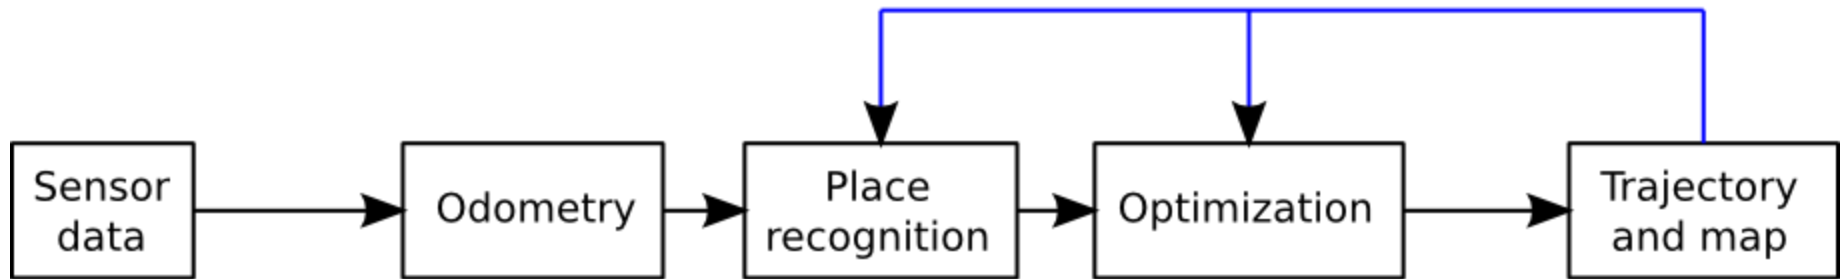 Sensor
data
Odometry
Place
recognition
Optimization
Trajectory
and map